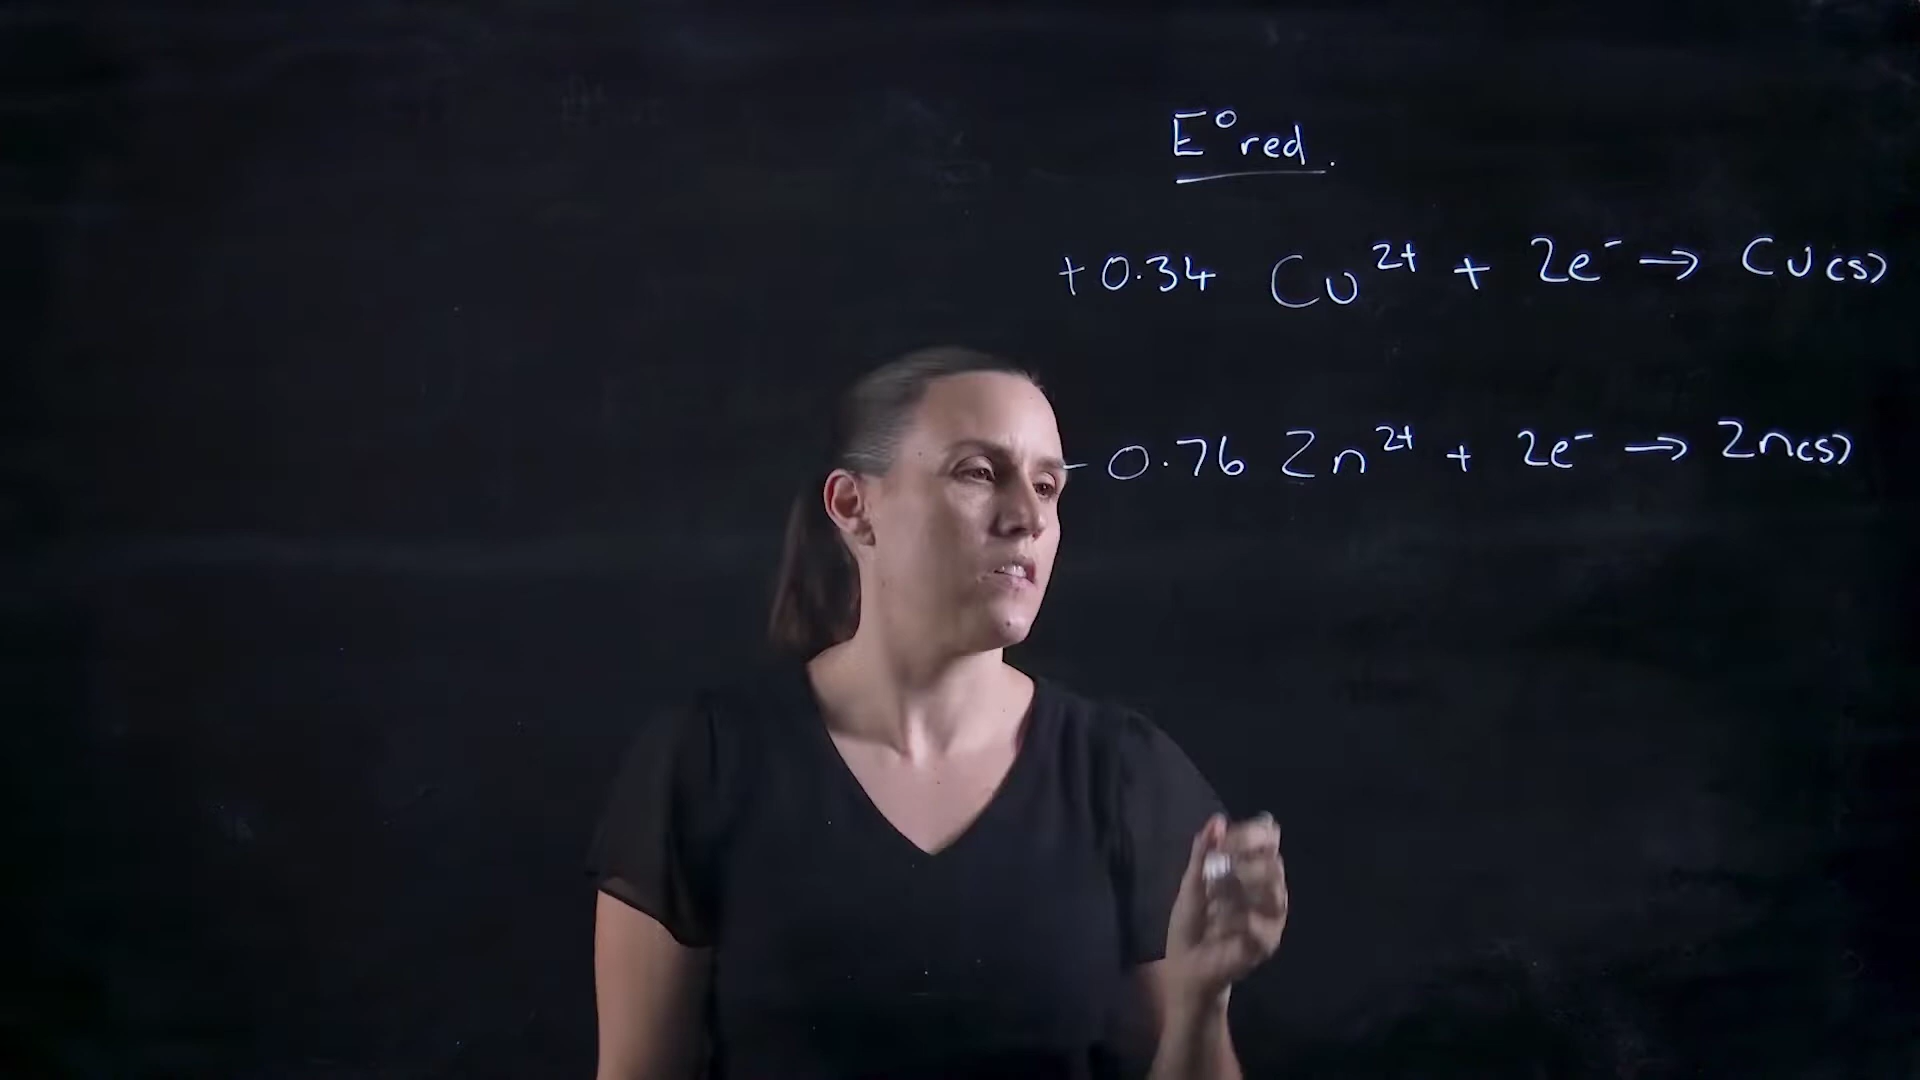 E° red.
+0.34 Cu²⁺ + 2e⁻ → Cu(s)
-0.76 Zn²⁺ + 2e⁻ → Zn(s)